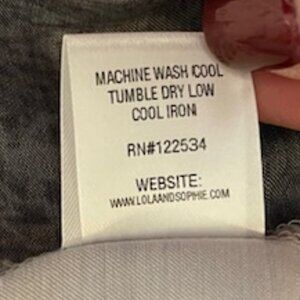 MACHINE WASH COOL
TUMBLE DRY LOW
COOL IRON
RN#122534
WEBSITE:
WWW.LOLAANDSOPHIE.COM